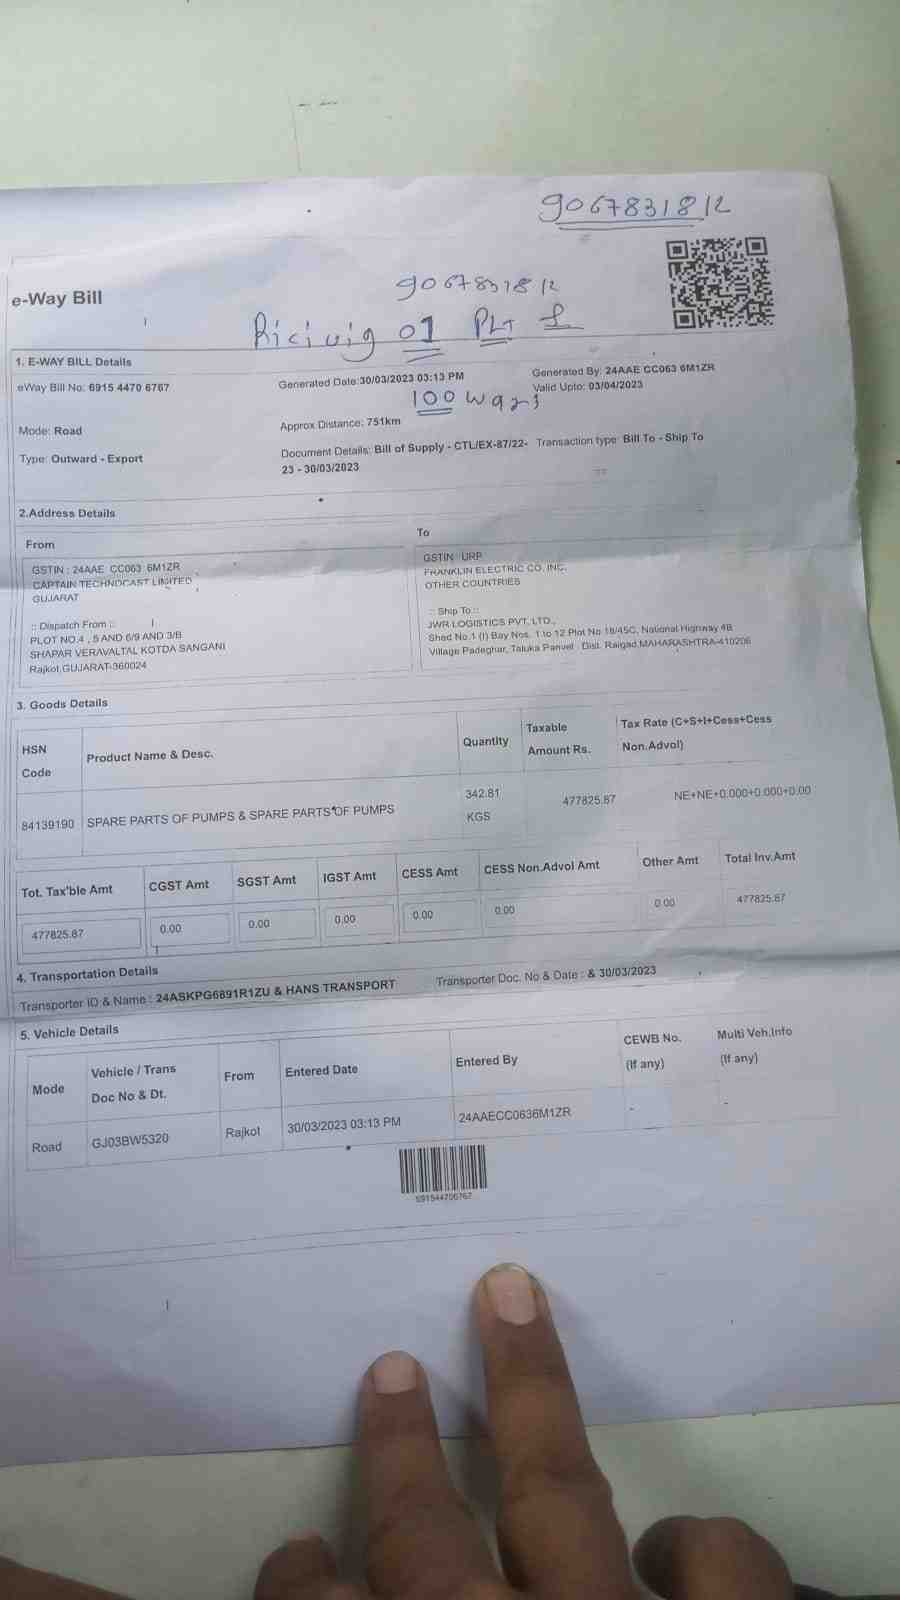 9067831812
e-Way Bill
9067831812
Riciving 01 PLT
1. E-WAY BILL Details
eWay Bill No: 6915 4470 6767 Generated Date:30/03/2023 03:13 PM Generated By: 24AAE CC063 6M1ZR
Valid Upto: 03/04/2023
100 
Mode: Road Approx Distance: 751km
Type: Outward - Export Document Details: Bill of Supply - CTL/EX-87/22- Transaction type: Bill To - Ship To
23 - 30/03/2023
2.Address Details
From
GSTIN : 24AAE CC063 6M1ZR
CAPTAIN TECHNOCAST LIMITED
GUJARAT
:: Dispatch From ::
PLOT NO.4 , 5 AND 6/9 AND 3/B
SHAPAR VERAVALTAL KOTDA SANGANI
Rajkot,GUJARAT-360024
To
GSTIN : URP
FRANKLIN ELECTRIC CO. INC.
OTHER COUNTRIES
:: Ship To ::
JWR LOGISTICS PVT. LTD.,
Shed No.1 (I) Bay Nos. 1 to 12 Plot No 18/45C, National Highway 4B
Village Padeghar, Taluka Panvel . Dist. Raigad,MAHARASHTRA-410206
3. Goods Details
HSN Code Product Name & Desc. Quantity Taxable Amount Rs. Tax Rate (C+S+I+Cess+Cess Non.Advol)
84139190 SPARE PARTS OF PUMPS & SPARE PARTS OF PUMPS 342.81 KGS 477825.87 NE+NE+0.000+0.000+0.00
Tot. Tax'ble Amt CGST Amt SGST Amt IGST Amt CESS Amt CESS Non.Advol Amt Other Amt Total Inv.Amt
477825.87 0.00 0.00 0.00 0.00 0.00 0.00 477825.87
4. Transportation Details
Transporter ID & Name : 24ASKPG6891R1ZU & HANS TRANSPORT Transporter Doc. No & Date : & 30/03/2023
5. Vehicle Details
Mode Vehicle / Trans Doc No & Dt. From Entered Date Entered By CEWB No. (If any) Multi Veh.Info (If any)
Road GJ03BW5320 Rajkot 30/03/2023 03:13 PM 24AAECC0636M1ZR - -
691544706767